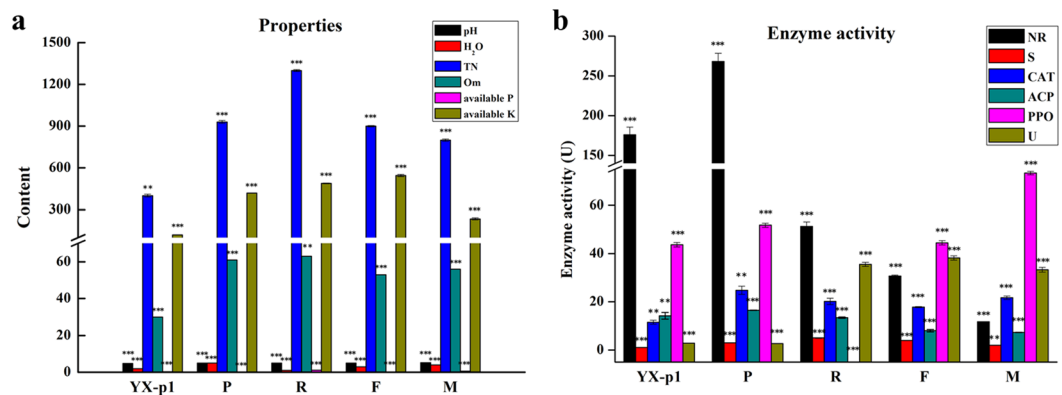 a
Properties
pH
H2O
TN
Om
available P
available K
Content
1500
1200
900
600
300
60
40
20
0
** *** *** *** *** *** *** ***
YX-p1 P R F M
b
Enzyme activity
NR
S
CAT
ACP
PPO
U
Enzyme activity (U)
300
250
200
150
60
40
20
0
YX-p1 P R F M